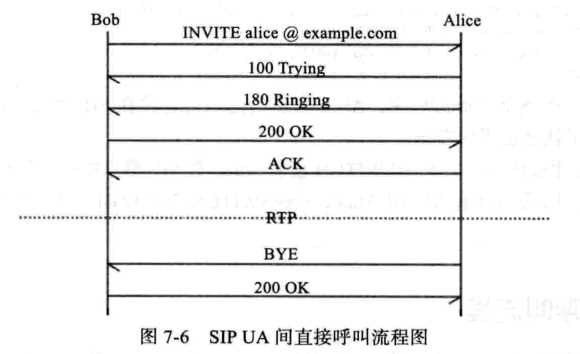 Bob
Alice
INVITE alice @ example.com
100 Trying
180 Ringing
200 OK
ACK
RTP
BYE
200 OK
图 7-6 SIP UA 间直接呼叫流程图